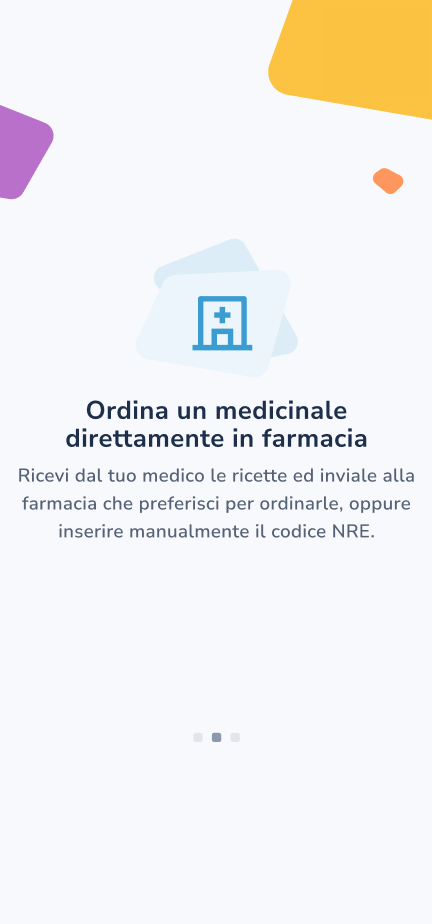 Ordina un medicinale
direttamente in farmacia
Ricevi dal tuo medico le ricette ed inviale alla
farmacia che preferisci per ordinarle, oppure
inserire manualmente il codice NRE.